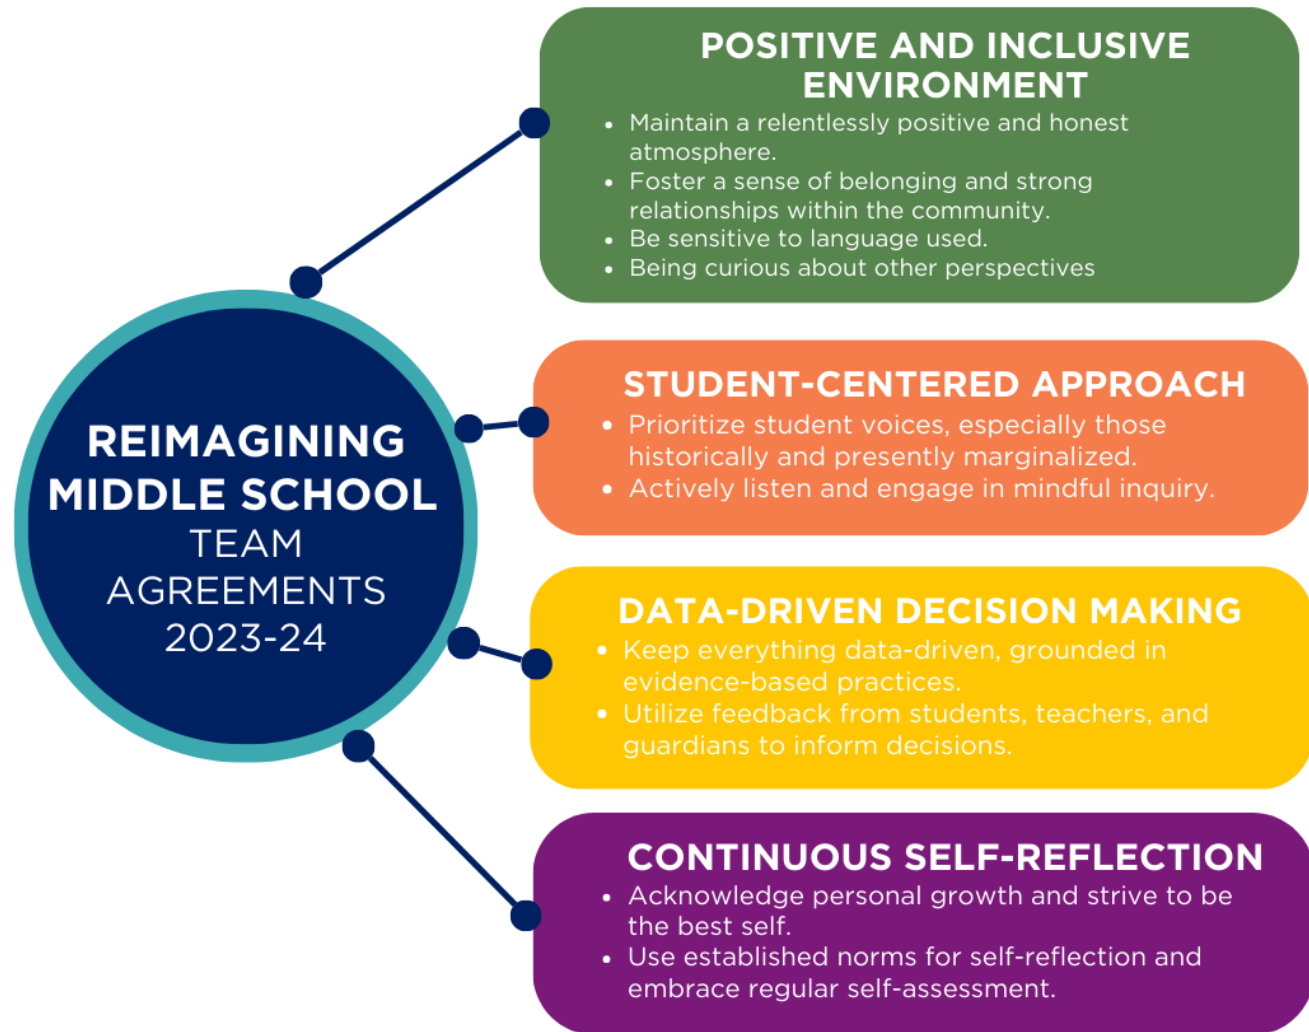 REIMAGINING
MIDDLE SCHOOL
TEAM
AGREEMENTS
2023-24
POSITIVE AND INCLUSIVE
ENVIRONMENT
• Maintain a relentlessly positive and honest
atmosphere.
• Foster a sense of belonging and strong
relationships within the community.
• Be sensitive to language used.
• Being curious about other perspectives
STUDENT-CENTERED APPROACH
• Prioritize student voices, especially those
historically and presently marginalized.
• Actively listen and engage in mindful inquiry.
DATA-DRIVEN DECISION MAKING
• Keep everything data-driven, grounded in
evidence-based practices.
• Utilize feedback from students, teachers, and
guardians to inform decisions.
CONTINUOUS SELF-REFLECTION
• Acknowledge personal growth and strive to be
the best self.
• Use established norms for self-reflection and
embrace regular self-assessment.